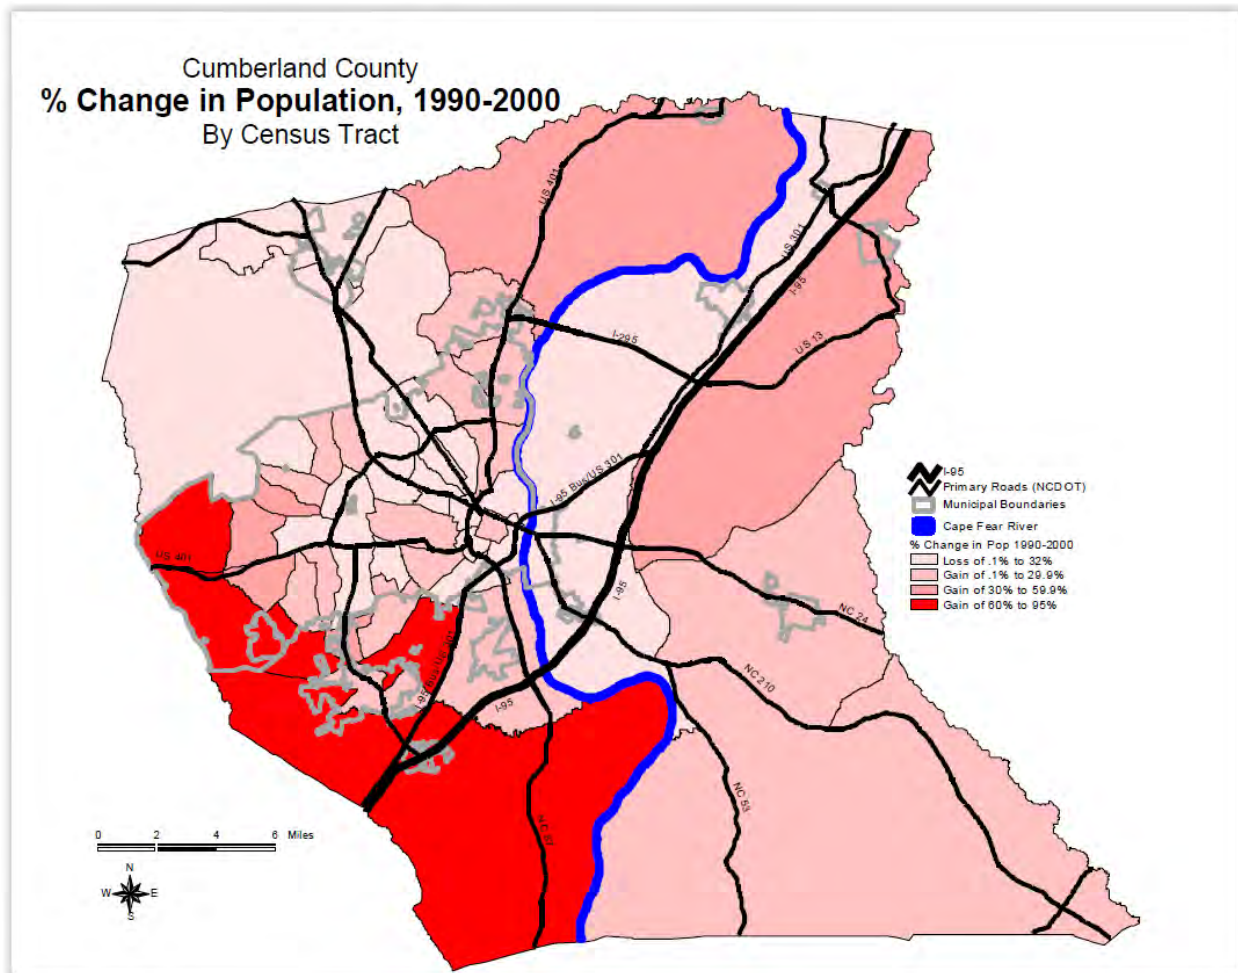 Cumberland County
% Change in Population, 1990-2000
By Census Tract
US 401
US 301
I-95
I-295
US 13
I-95 Bus/US 301
I-95
Primary Roads (NCDOT)
Municipal Boundaries
Cape Fear River
% Change in Pop 1990-2000
Loss of .1% to 32%
Gain of .1% to 29.9%
Gain of 30% to 59.9%
Gain of 60% to 95%
US 401
I-95
NC 24
I-95 Bus/US 301
NC 210
I-95
NC 53
0 2 4 6 Miles
N
W E
S